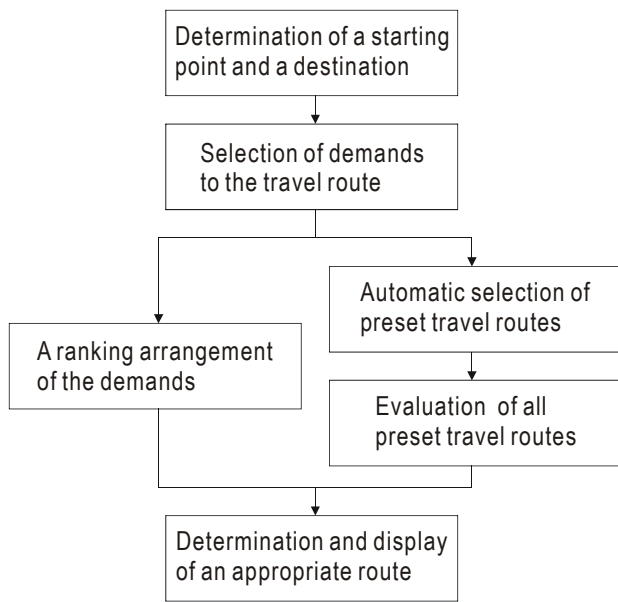 Determination of a starting
point and a destination
Selection of demands
to the travel route
Automatic selection of
preset travel routes
A ranking arrangement
of the demands
Evaluation of all
preset travel routes
Determination and display
of an appropriate route